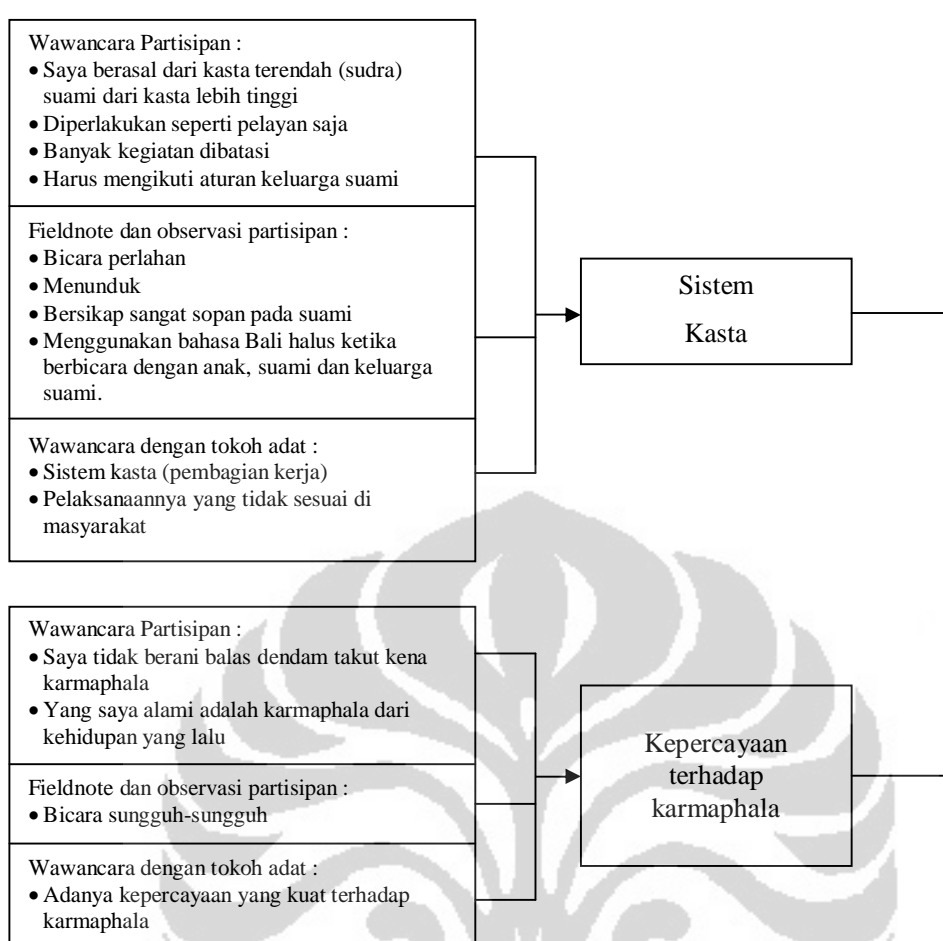 Wawancara Partisipan :
• Saya berasal dari kasta terendah (sudra)
suami dari kasta lebih tinggi
• Diperlakukan seperti pelayan saja
• Banyak kegiatan dibatasi
• Harus mengikuti aturan keluarga suami
Fieldnote dan observasi partisipan :
• Bicara perlahan
• Menunduk
• Bersikap sangat sopan pada suami
• Menggunakan bahasa Bali halus ketika
berbicara dengan anak, suami dan keluarga
suami.
Wawancara dengan tokoh adat :
• Sistem kasta (pembagian kerja)
• Pelaksanaannya yang tidak sesuai di
masyarakat
Sistem
Kasta
Wawancara Partisipan :
• Saya tidak berani balas dendam takut kena
karmaphala
• Yang saya alami adalah karmaphala dari
kehidupan yang lalu
Fieldnote dan observasi partisipan :
• Bicara sungguh-sungguh
Wawancara dengan tokoh adat :
• Adanya kepercayaan yang kuat terhadap
karmaphala
Kepercayaan
terhadap
karmaphala